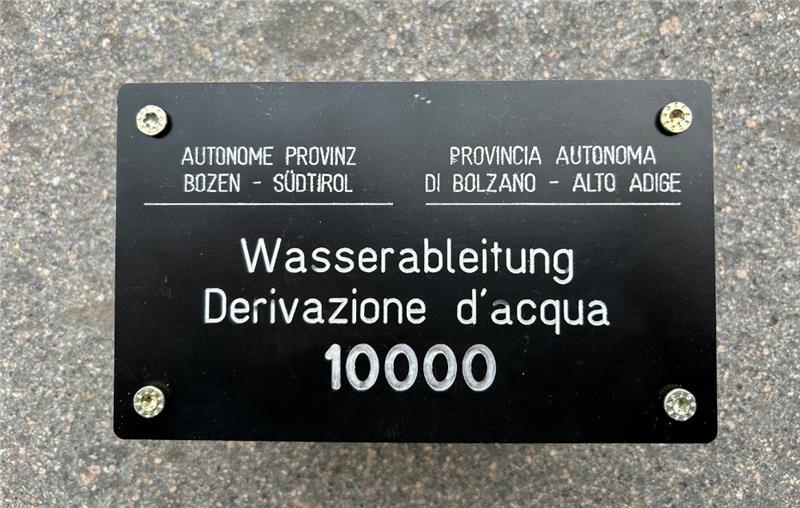 AUTONOME PROVINZ
BOZEN - SÜDTIROL
PROVINCIA AUTONOMA
DI BOLZANO - ALTO ADIGE
Wasserableitung
Derivazione d'acqua
10000